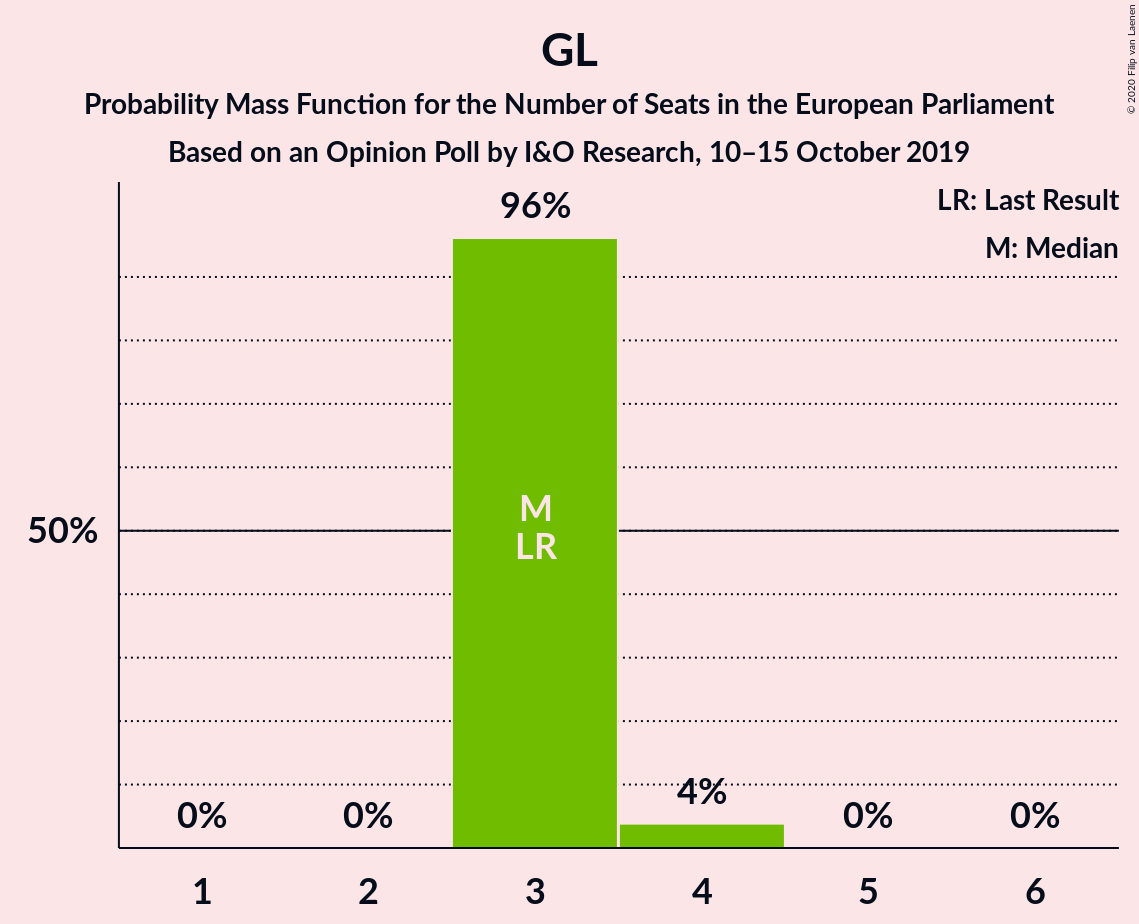 GL
Probability Mass Function for the Number of Seats in the European Parliament
Based on an Opinion Poll by I&O Research, 10–15 October 2019
© 2020 Filip van Laenen
LR: Last Result
M: Median
96%
M
LR
50%
0%
0%
4%
0%
0%
1
2
3
4
5
6